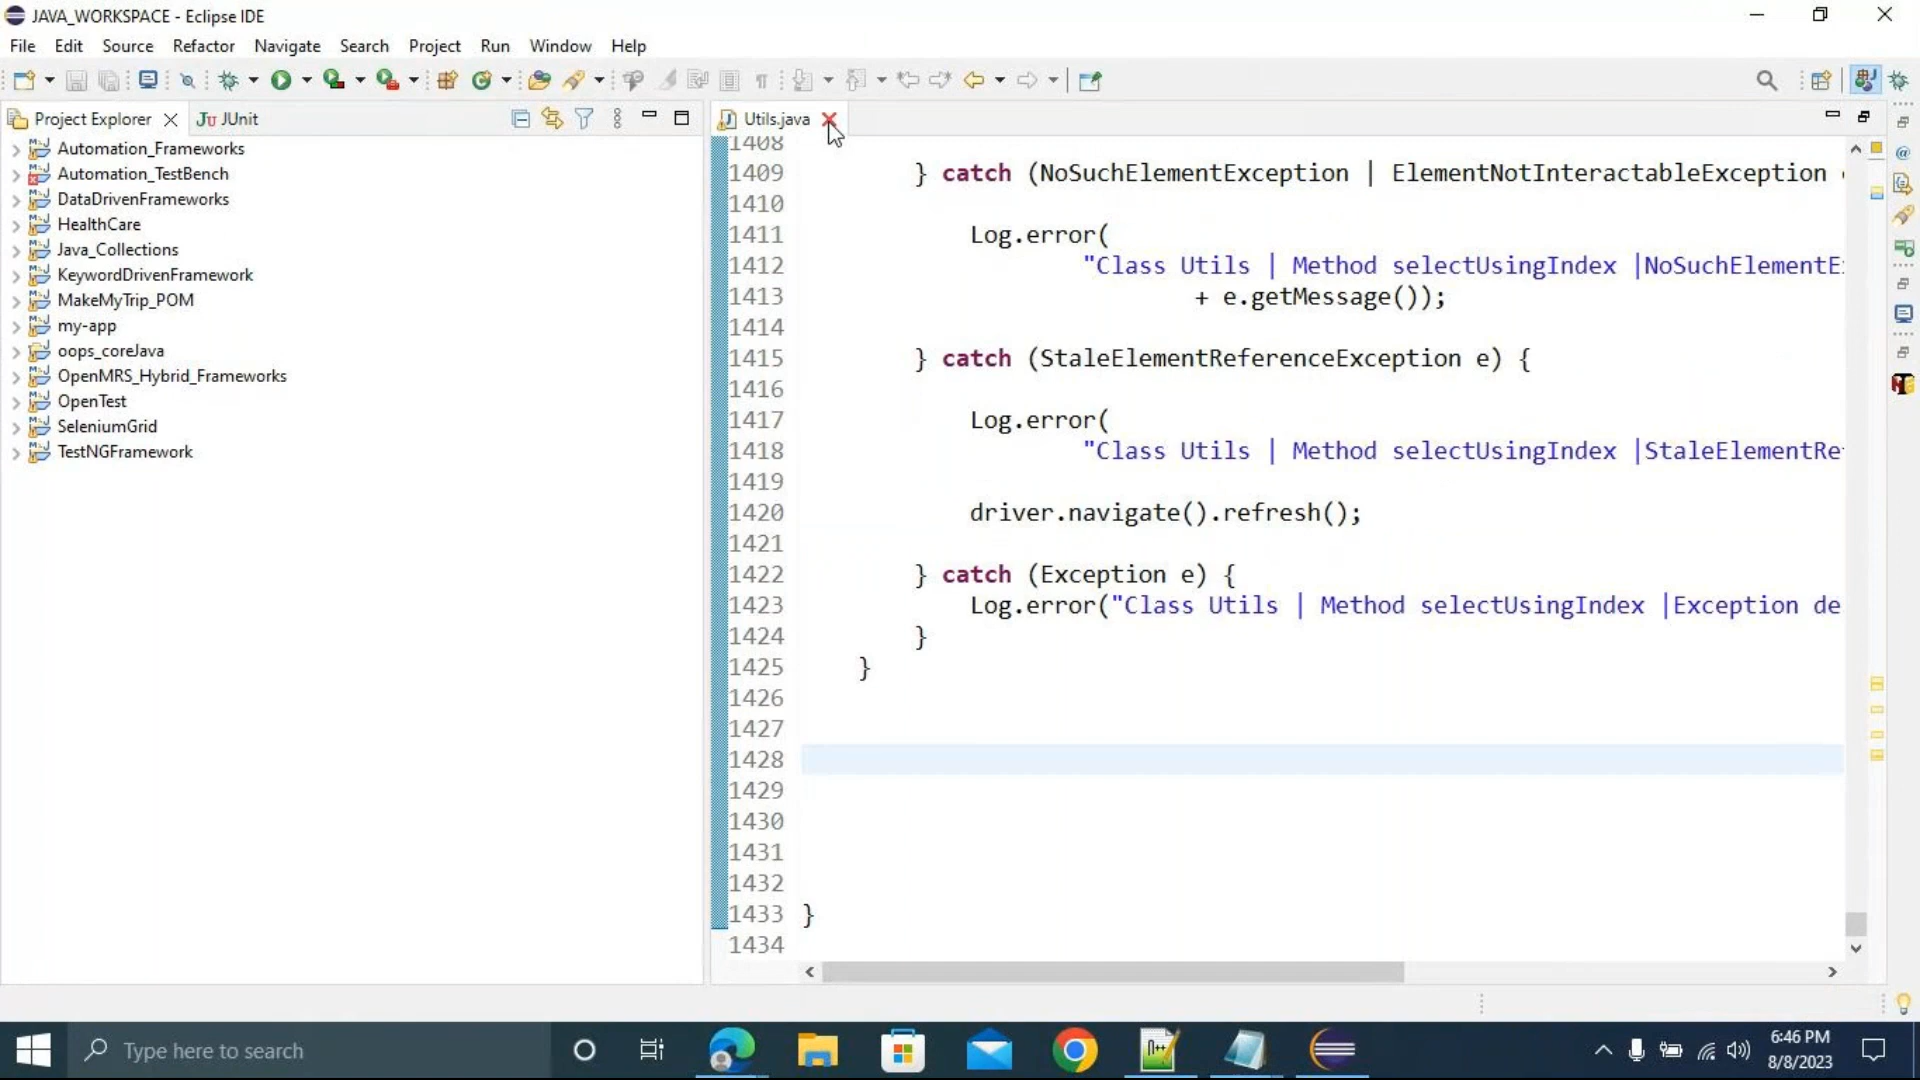 JAVA_WORKSPACE - Eclipse IDE
File Edit Source Refactor Navigate Search Project Run Window Help
Project Explorer
JUnit
Utils.java
Automation_Frameworks
Automation_TestBench
DataDrivenFrameworks
HealthCare
Java_Collections
KeywordDrivenFramework
MakeMyTrip_POM
my-app
oops_coreJava
OpenMRS_Hybrid_Frameworks
OpenTest
SeleniumGrid
TestNGFramework
1408
1409 } catch (NoSuchElementException | ElementNotInteractableException
1410
1411 Log.error(
1412 "Class Utils | Method selectUsingIndex |NoSuchElementE
1413 + e.getMessage());
1414
1415 } catch (StaleElementReferenceException e) {
1416
1417 Log.error(
1418 "Class Utils | Method selectUsingIndex |StaleElementRe
1419
1420 driver.navigate().refresh();
1421
1422 } catch (Exception e) {
1423 Log.error("Class Utils | Method selectUsingIndex |Exception de
1424 }
1425 }
1426
1427
1428
1429
1430
1431
1432
1433 }
1434
Type here to search
6:46 PM
8/8/2023